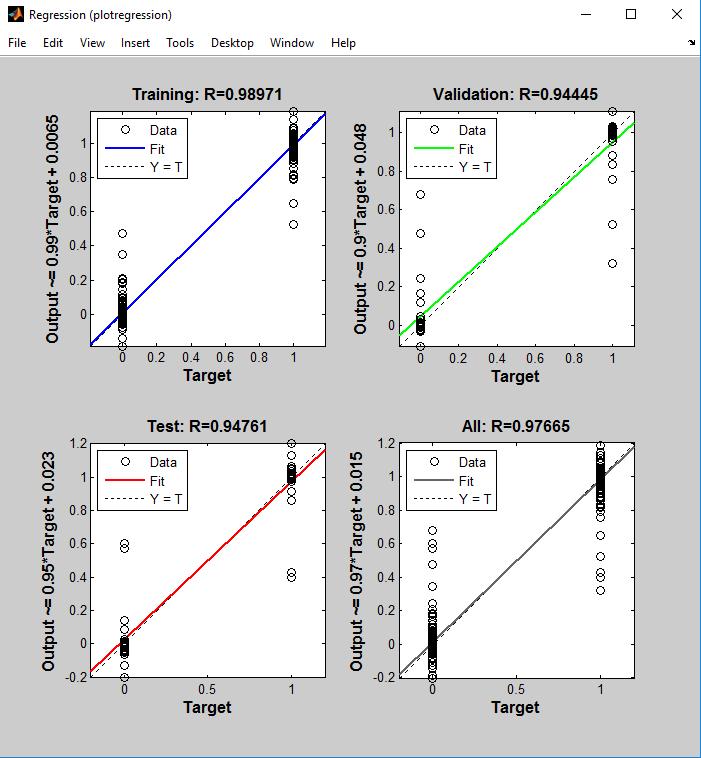 Regression (plotregression)
File Edit View Insert Tools Desktop Window Help
Training: R=0.98971
Output ~= 0.99*Target + 0.0065
Data
Fit
Y = T
1
0.8
0.6
0.4
0.2
0
0 0.2 0.4 0.6 0.8 1
Target
Validation: R=0.94445
Output ~= 0.9*Target + 0.048
Data
Fit
Y = T
1
0.8
0.6
0.4
0.2
0
0 0.2 0.4 0.6 0.8 1
Target
Test: R=0.94761
Output ~= 0.95*Target + 0.023
Data
Fit
Y = T
1.2
1
0.8
0.6
0.4
0.2
0
-0.2
0 0.5 1
Target
All: R=0.97665
Output ~= 0.97*Target + 0.015
Data
Fit
Y = T
1.2
1
0.8
0.6
0.4
0.2
0
-0.2
0 0.5 1
Target